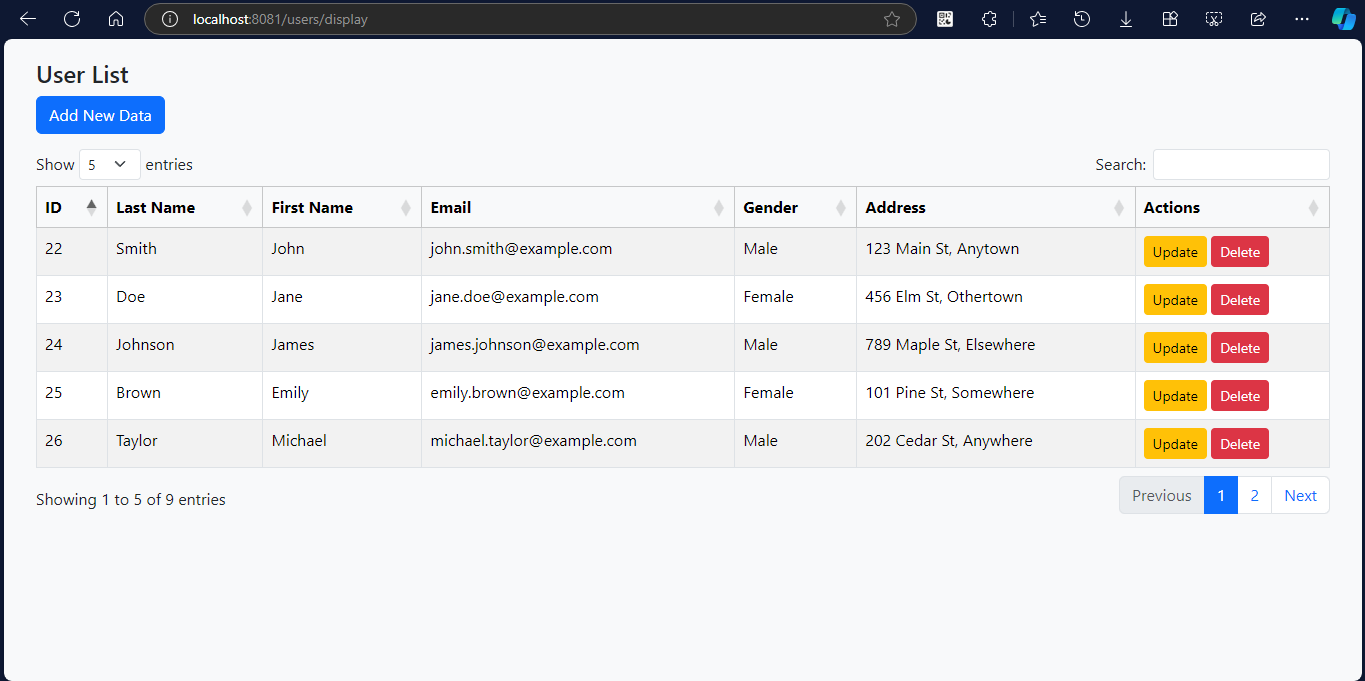 localhost:8081/users/display
User List
Add New Data
Show 5 entries Search:
ID Last Name First Name Email Gender Address Actions
22 Smith John john.smith@example.com Male 123 Main St, Anytown Update Delete
23 Doe Jane jane.doe@example.com Female 456 Elm St, Othertown Update Delete
24 Johnson James james.johnson@example.com Male 789 Maple St, Elsewhere Update Delete
25 Brown Emily emily.brown@example.com Female 101 Pine St, Somewhere Update Delete
26 Taylor Michael michael.taylor@example.com Male 202 Cedar St, Anywhere Update Delete
Showing 1 to 5 of 9 entries Previous 1 2 Next